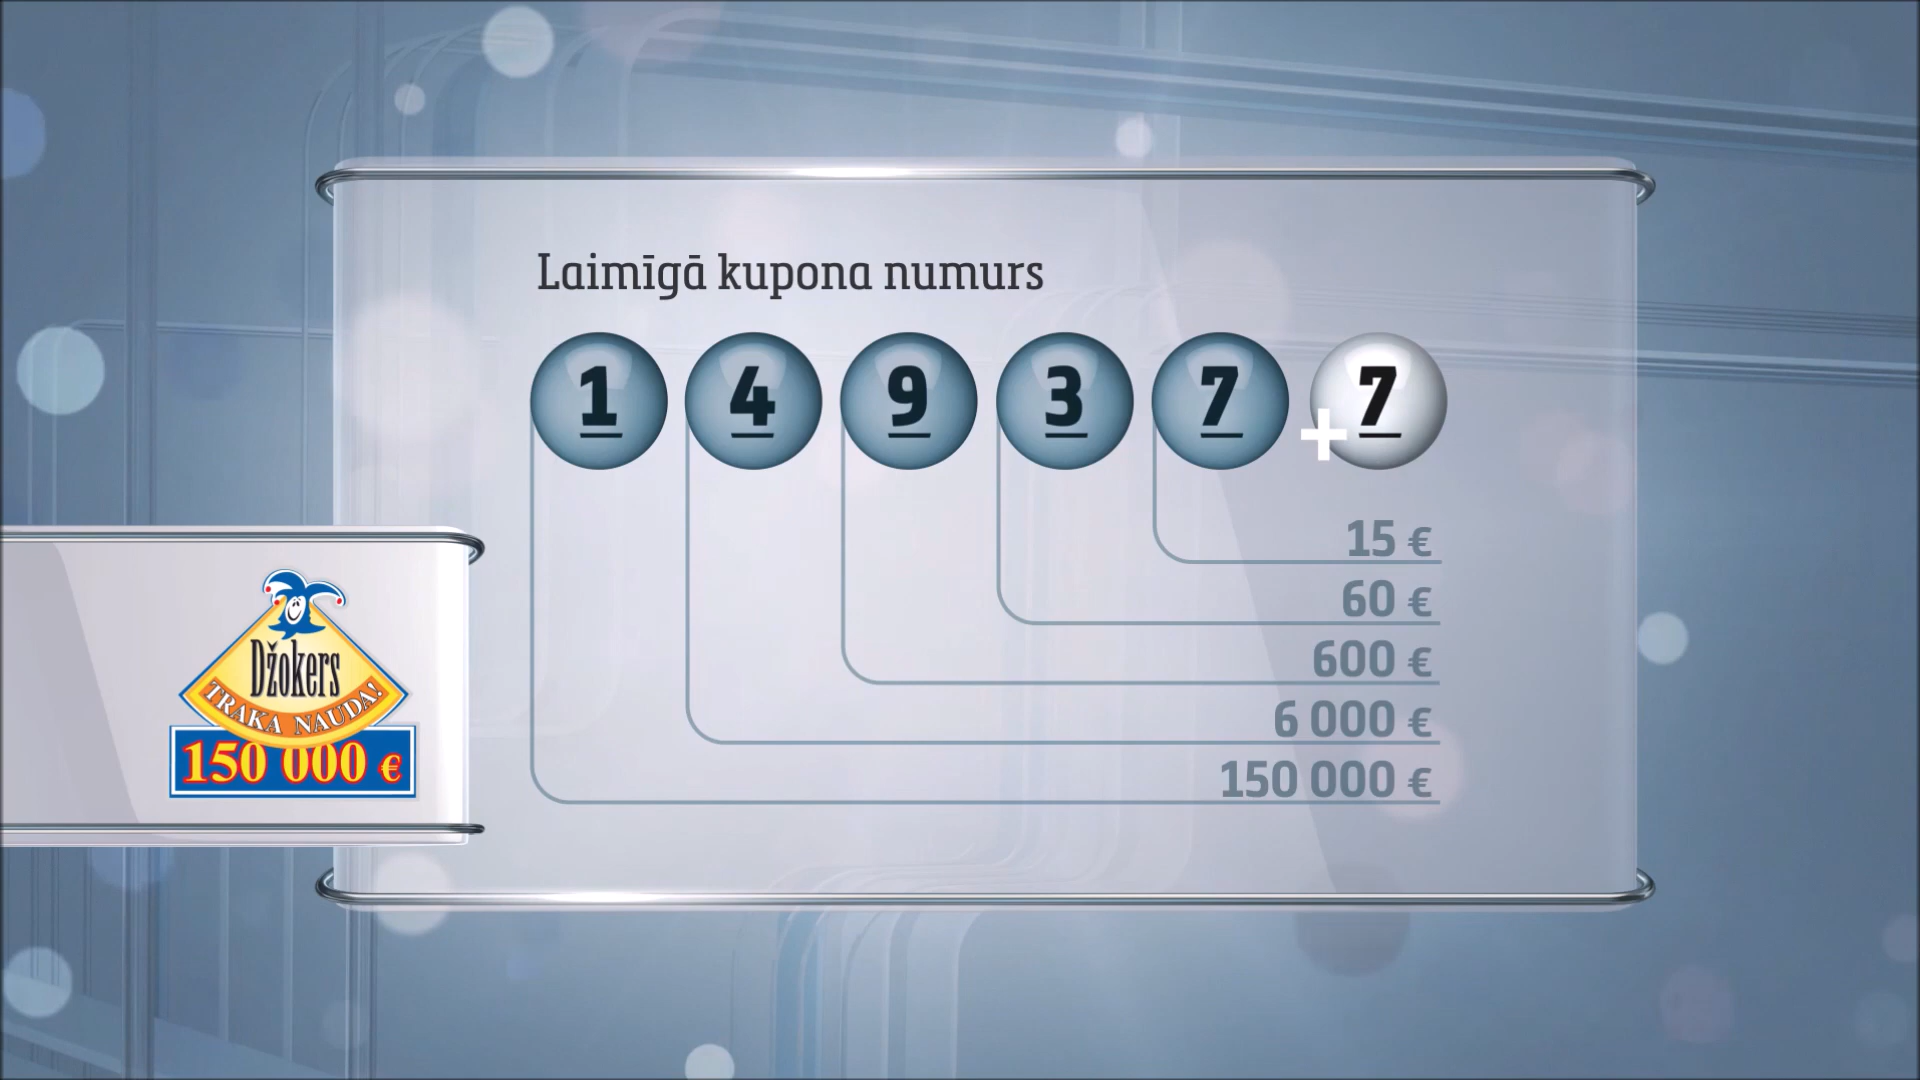 Laimīgā kupona numurs
1 4 9 3 7 + 7
15 €
60 €
600 €
6 000 €
150 000 €
Džokers
TRAKA NAUDA!
150 000 €